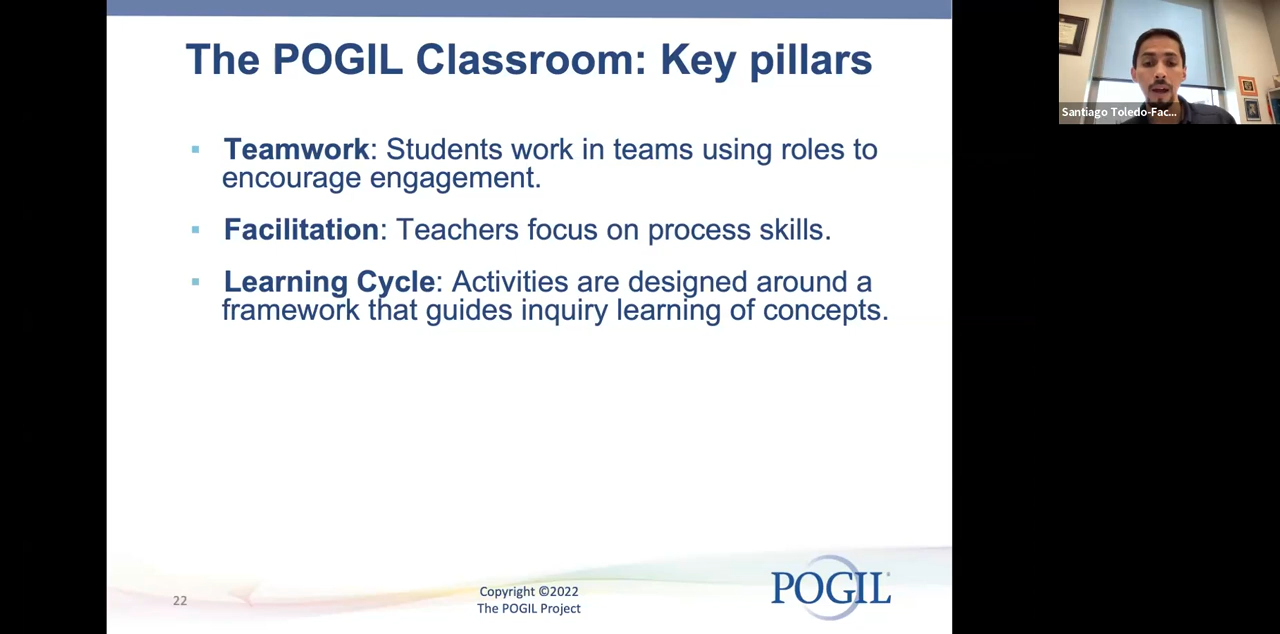 The POGIL Classroom: Key pillars
Santiago Toledo-Fac...
▪ Teamwork: Students work in teams using roles to
encourage engagement.
▪ Facilitation: Teachers focus on process skills.
▪ Learning Cycle: Activities are designed around a
framework that guides inquiry learning of concepts.
22
Copyright ©2022
The POGIL Project
POGIL